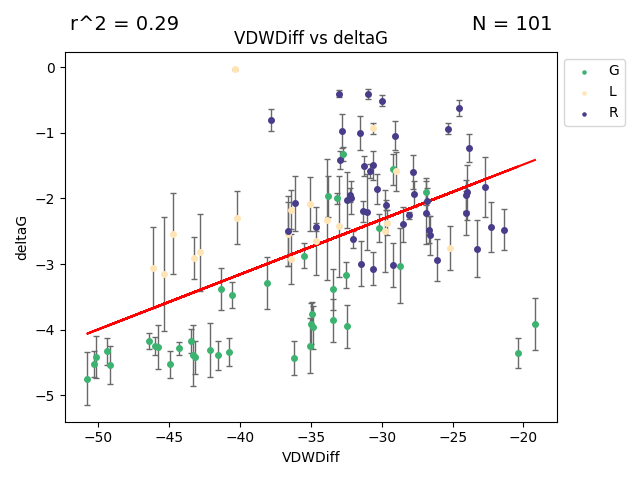 r^2 = 0.29
N = 101
VDWDiff vs deltaG
G
L
R
deltaG
0
−1
−2
−3
−4
−5
−50 −45 −40 −35 −30 −25 −20
VDWDiff